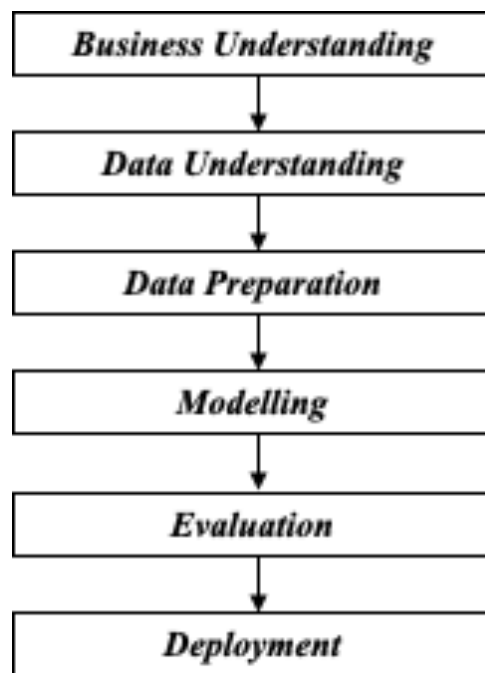 Business Understanding
Data Understanding
Data Preparation
Modelling
Evaluation
Deployment